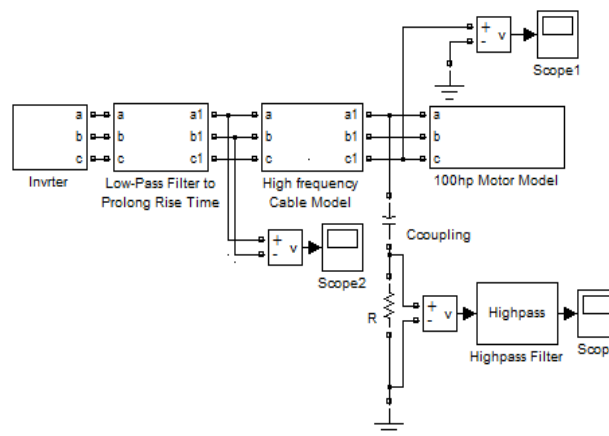 +
-
v
Scope1
a
b
c
a
b
c
a1
b1
c1
a
b
c
a1
b1
c1
a
b
c
Invrter
Low-Pass Filter to
Prolong Rise Time
High frequency
Cable Model
100hp Motor Model
Ccoupling
+
-
v
Scope2
R
+
-
v
Highpass
Highpass Filter
Scop